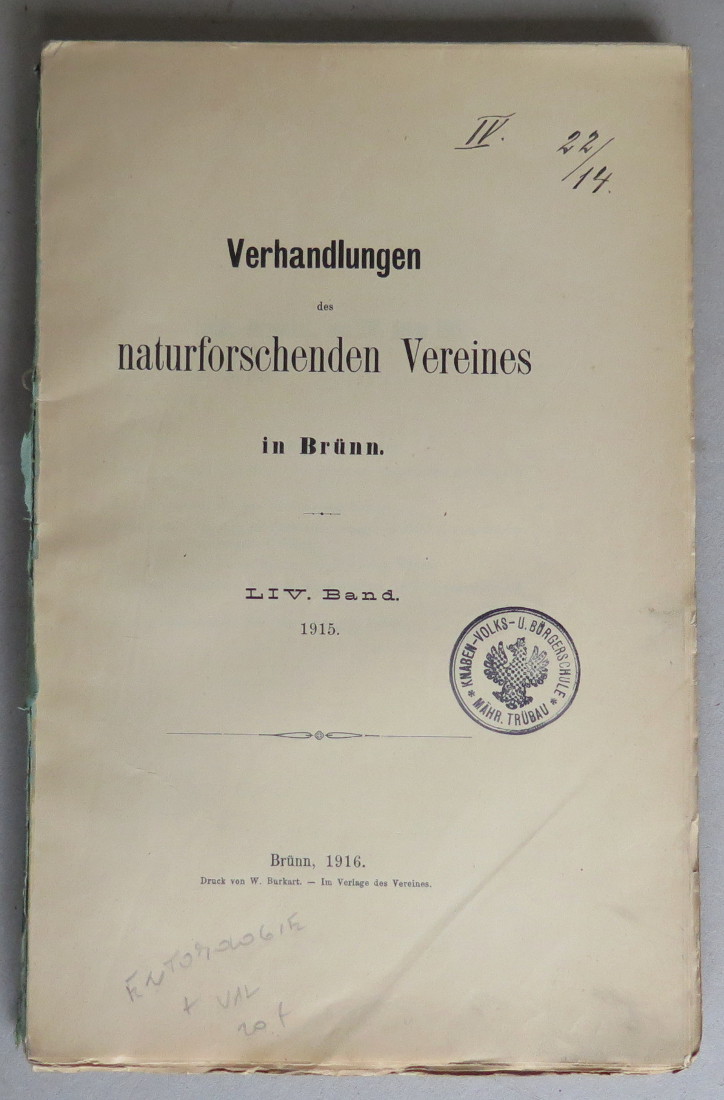 IV. 22/14.
Verhandlungen
des
naturforschenden Vereines
in Brünn.
LIV. Band.
1915.
* KNABEN-VOLKS- U. BÜRGERSCHULE *
MÄHR. TRÜBAU
Brünn, 1916.
Druck von W. Burkart. — Im Verlage des Vereines.
ENTOMOLOGIE
+ VAL